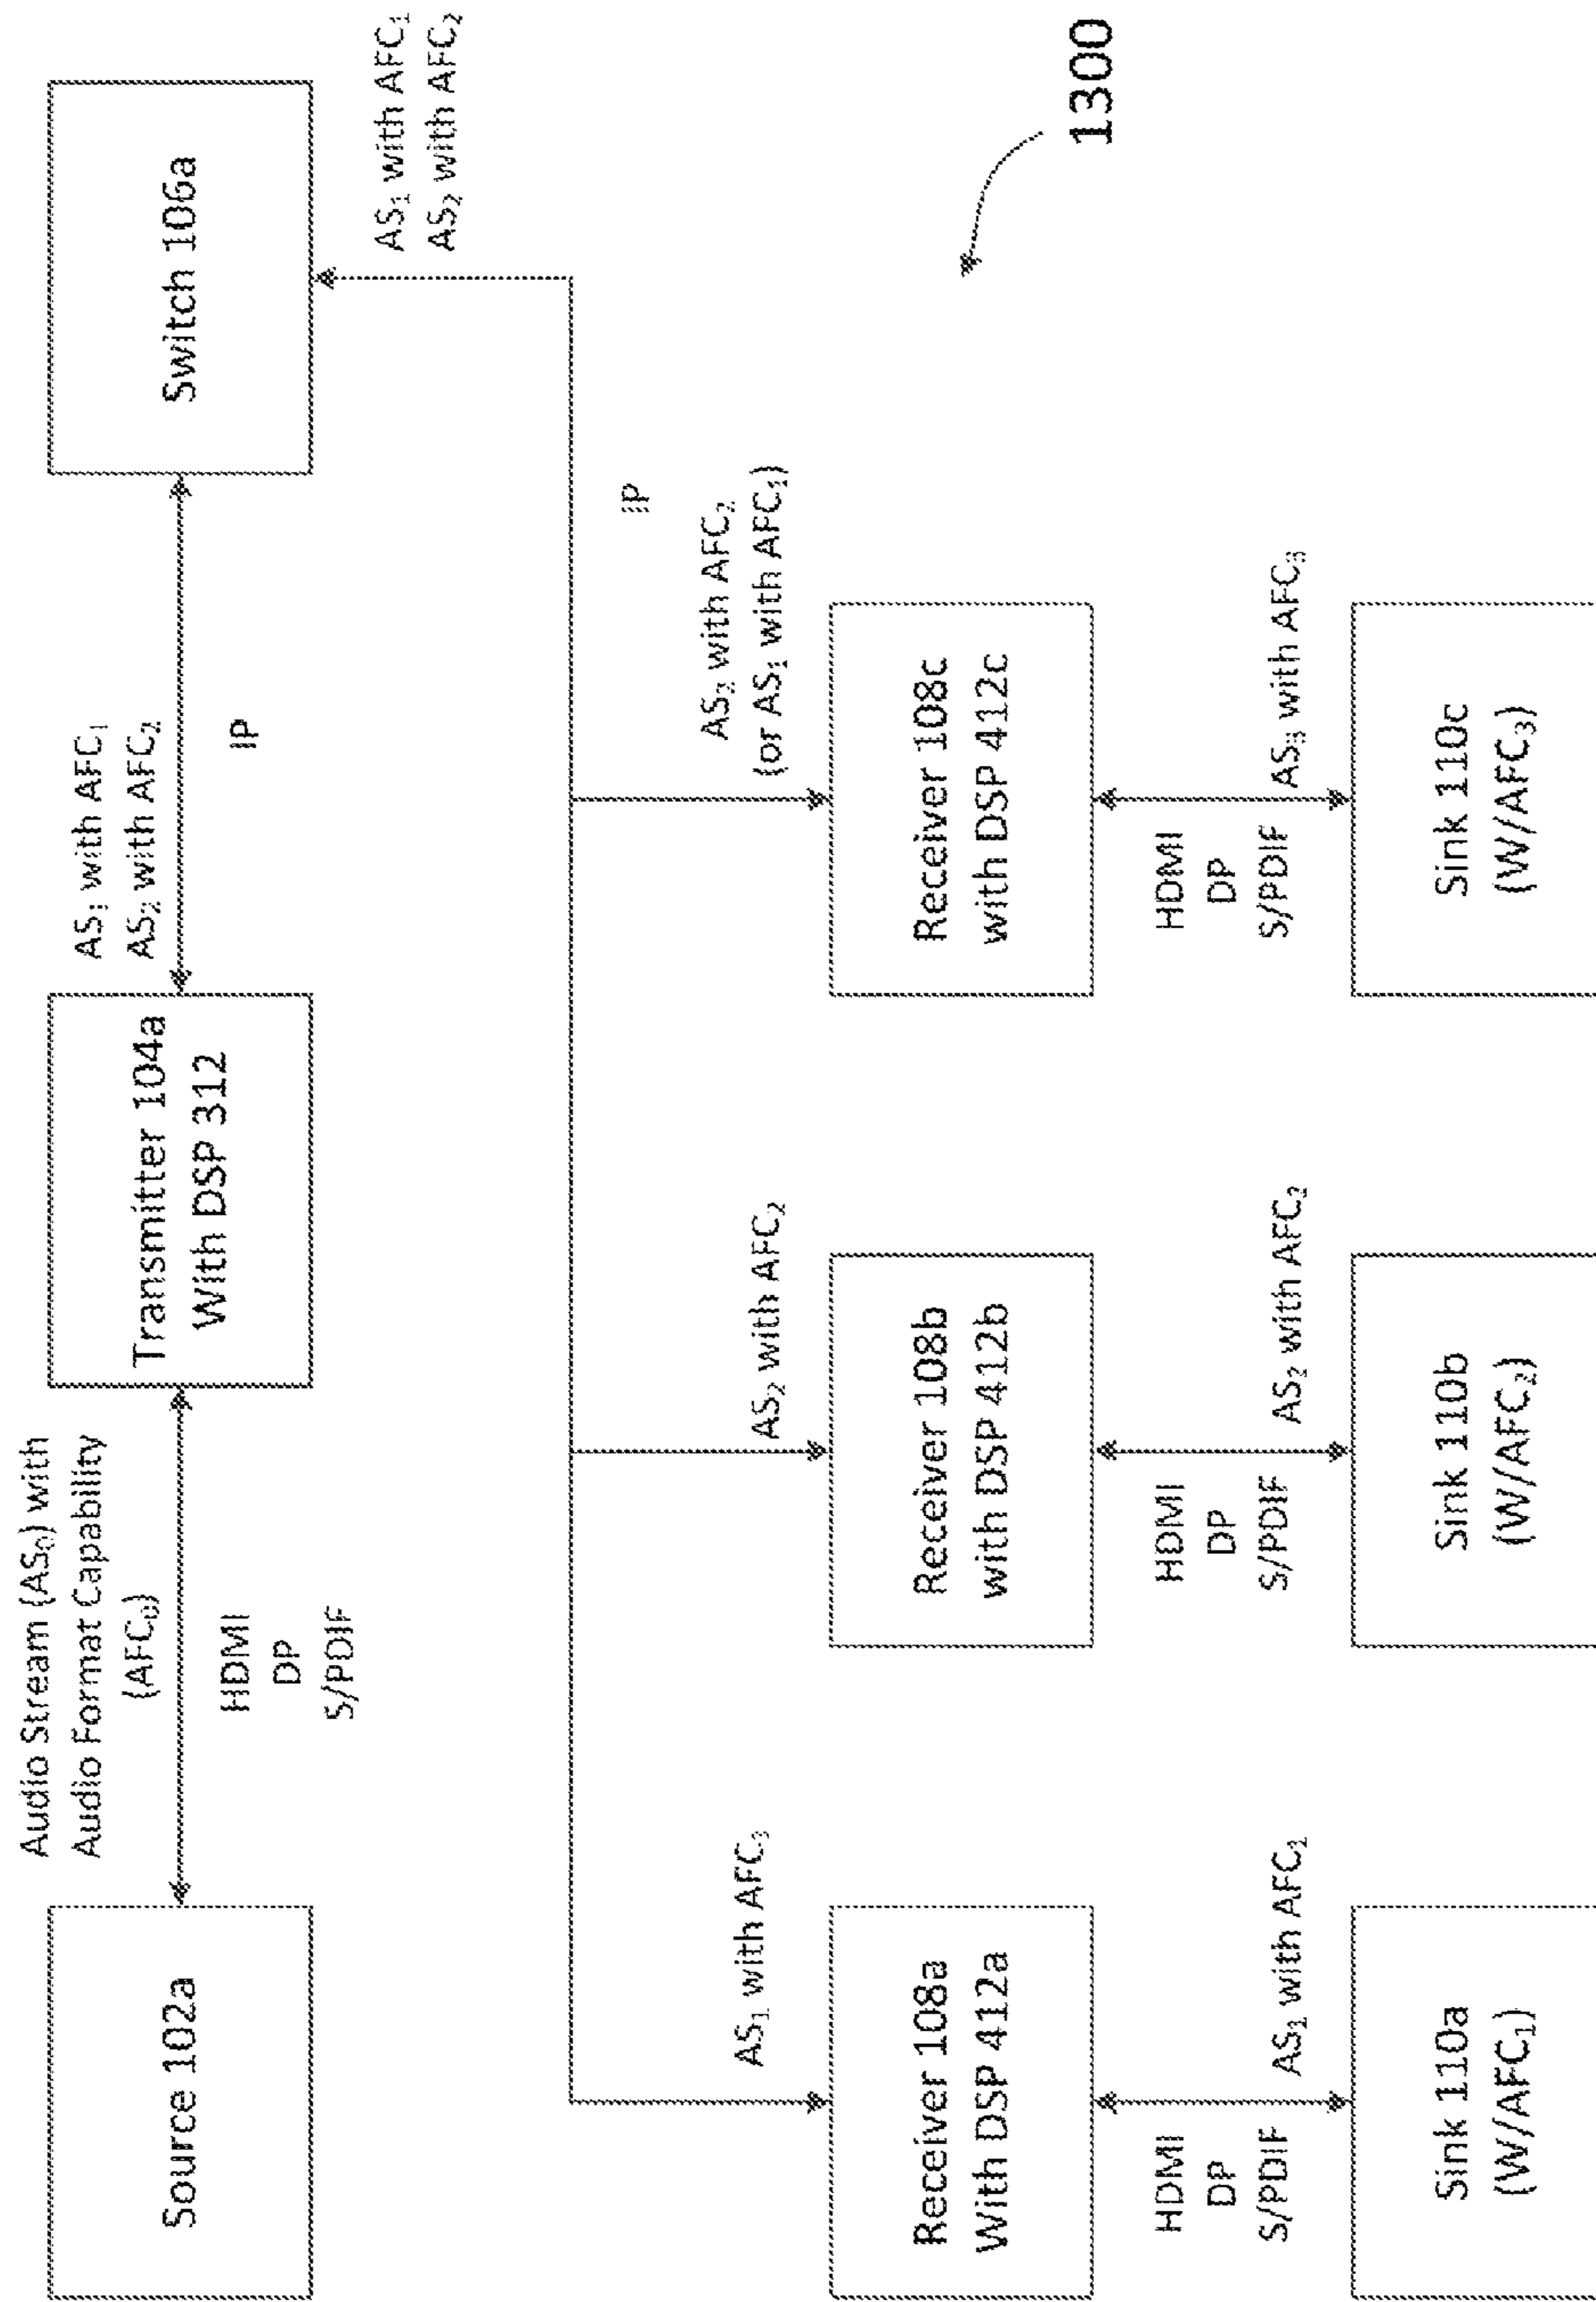 Audio Stream (AS₀) with
Audio Format Capability
(AFC₀)
AS₁ with AFC₁
AS₂ with AFC₂
AS₁ with AFC₁
AS₂ with AFC₂
Source 102a
HDMI
DP
S/PDIF
Transmitter 104a
With DSP 312
IP
Switch 106a
IP
AS₁ with AFC₁
AS₂ with AFC₂
AS₂ with AFC₂
(or AS₁ with AFC₁)
Receiver 108a
With DSP 412a
Receiver 108b
with DSP 412b
Receiver 108c
with DSP 412c
1300
HDMI
DP
S/PDIF
AS₁ with AFC₁
HDMI
DP
S/PDIF
AS₂ with AFC₂
HDMI
DP
S/PDIF
AS₃ with AFC₃
Sink 110a
(W/AFC₁)
Sink 110b
(W/AFC₂)
Sink 110c
(W/AFC₃)